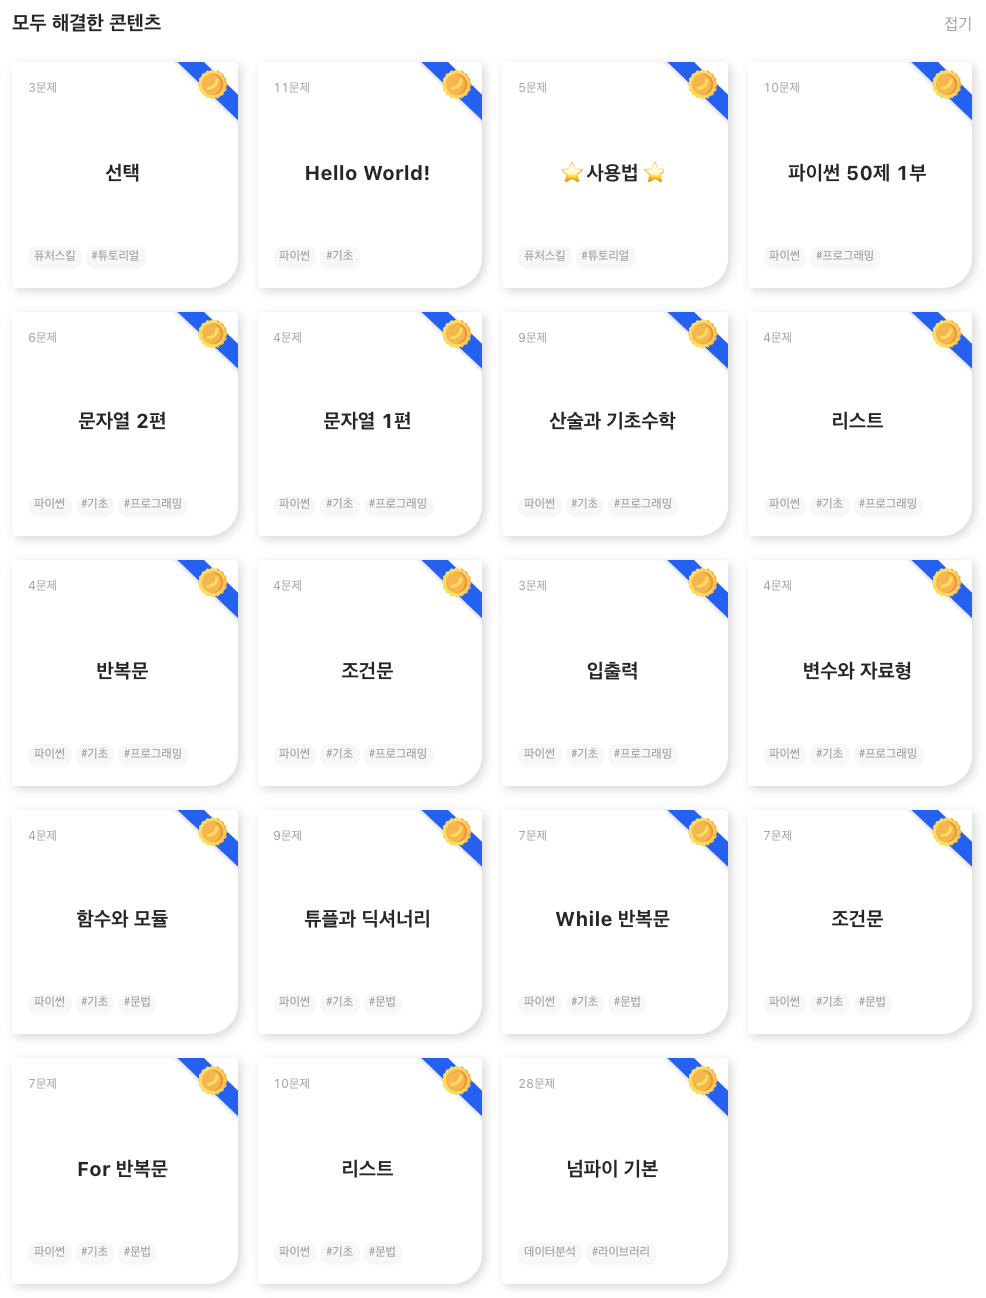 모두 해결한 콘텐츠
접기
3문제
선택
퓨처스킬 #튜토리얼
11문제
Hello World!
파이썬 #기초
5문제
⭐ 사용법 ⭐
퓨처스킬 #튜토리얼
10문제
파이썬 50제 1부
파이썬 #프로그래밍
6문제
문자열 2편
파이썬 #기초 #프로그래밍
4문제
문자열 1편
파이썬 #기초 #프로그래밍
9문제
산술과 기초수학
파이썬 #기초 #프로그래밍
4문제
리스트
파이썬 #기초 #프로그래밍
4문제
반복문
파이썬 #기초 #프로그래밍
4문제
조건문
파이썬 #기초 #프로그래밍
3문제
입출력
파이썬 #기초 #프로그래밍
4문제
변수와 자료형
파이썬 #기초 #프로그래밍
4문제
함수와 모듈
파이썬 #기초 #문법
9문제
튜플과 딕셔너리
파이썬 #기초 #문법
7문제
While 반복문
파이썬 #기초 #문법
7문제
조건문
파이썬 #기초 #문법
7문제
For 반복문
파이썬 #기초 #문법
10문제
리스트
파이썬 #기초 #문법
28문제
넘파이 기본
데이터분석 #라이브러리